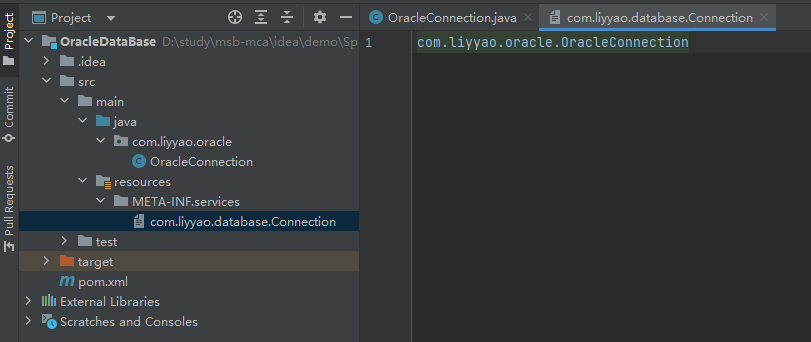 Project
OracleConnection.java
com.liyyao.database.Connection
Project
Commit
Pull Requests
OracleDataBase D:\study\msb-mca\idea\demo\Sp
.idea
src
main
java
com.liyyao.oracle
OracleConnection
resources
META-INF.services
com.liyyao.database.Connection
test
target
pom.xml
External Libraries
Scratches and Consoles
1 com.liyyao.oracle.OracleConnection